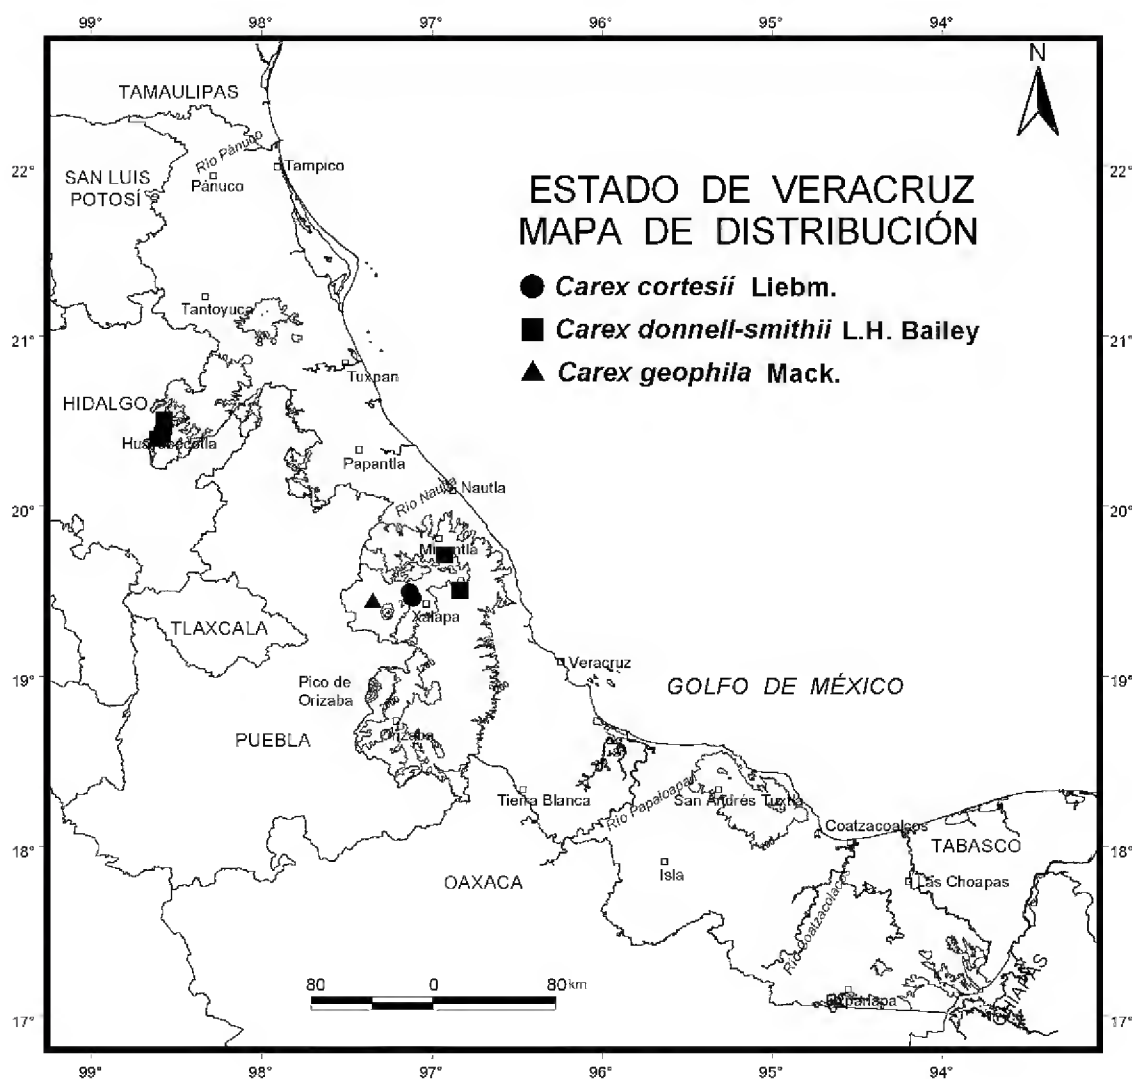 99° 98° 97° 96° 95° 94°
N
TAMAULIPAS
Río Pánuco
22° Tampico 22°
SAN LUIS
POTOSÍ
Pánuco
ESTADO DE VERACRUZ
MAPA DE DISTRIBUCIÓN
Carex cortesii Liebm.
Carex donnell-smithii L.H. Bailey
Carex geophila Mack.
Tantoyuca
21° 21°
Tuxpan
HIDALGO
Papantla
Nautla
Río Nautla
20° 20°
Xalapa
TLAXCALA
Veracruz
19° 19°
Pico de
Orizaba
GOLFO DE MÉXICO
PUEBLA
Orizaba
Tierra Blanca
San Andrés Tuxtla
Río Papaloapan
Coatzacoalcos
18° 18°
TABASCO
Isla
OAXACA
Las Choapas
CHIAPAS
80 0 80 km
17° 17°
99° 98° 97° 96° 95° 94°